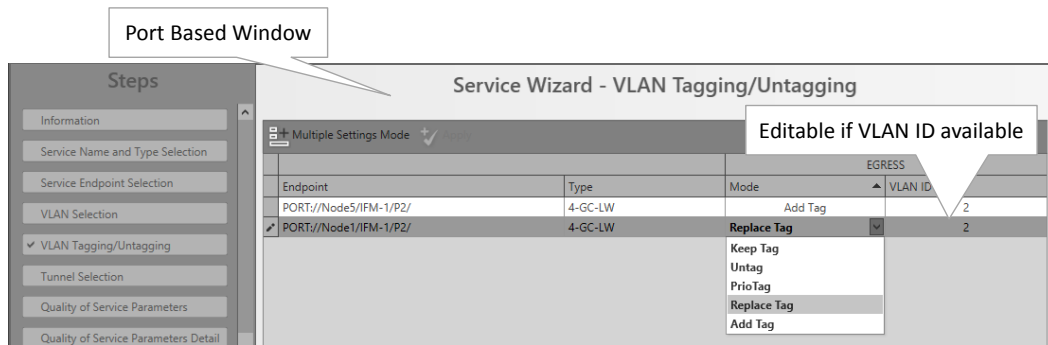 Port Based Window
Steps
Service Wizard - VLAN Tagging/Untagging
Information
Multiple Settings Mode Apply
Editable if VLAN ID available
Service Name and Type Selection
EGRESS
Service Endpoint Selection
Endpoint Type Mode VLAN ID
VLAN Selection
PORT://Node5/IFM-1/P2/ 4-GC-LW Add Tag 2
VLAN Tagging/Untagging
PORT://Node1/IFM-1/P2/ 4-GC-LW Replace Tag 2
Keep Tag
Untag
PrioTag
Replace Tag
Add Tag
Tunnel Selection
Quality of Service Parameters
Quality of Service Parameters Detail